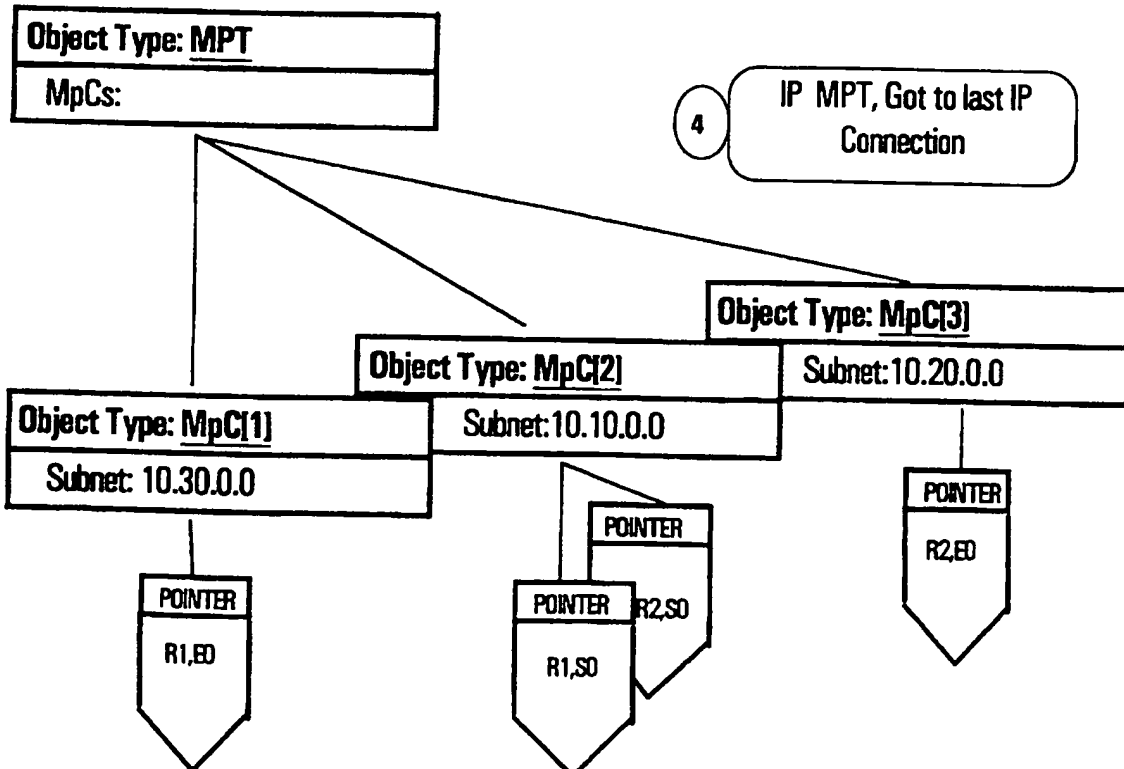 Object Type: MPT
MpCs:
4
IP MPT, Got to last IP
Connection
Object Type: MpC[3]
Subnet:10.20.0.0
Object Type: MpC[2]
Subnet:10.10.0.0
Object Type: MpC[1]
Subnet: 10.30.0.0
POINTER
R1,E0
POINTER
R1,S0
POINTER
R2,S0
POINTER
R2,E0